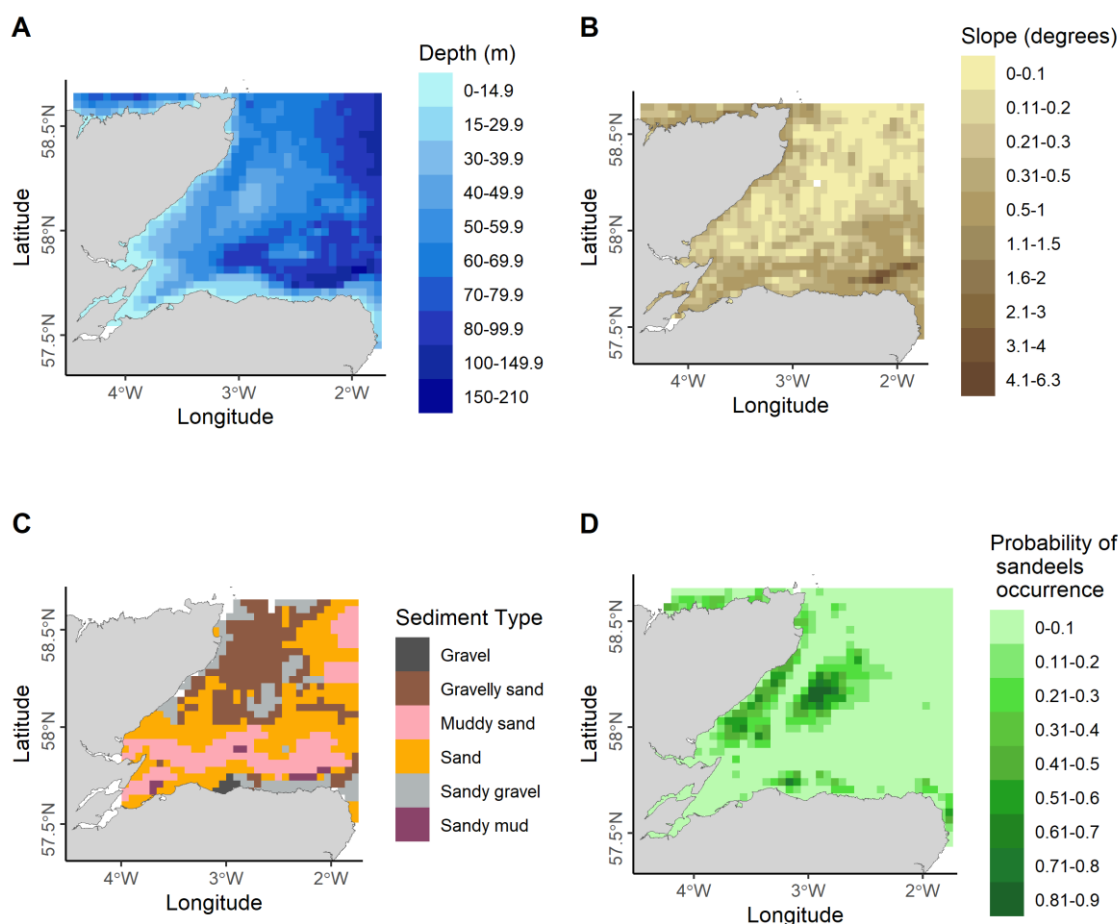 A
Depth (m)
0-14.9
15-29.9
30-39.9
40-49.9
50-59.9
60-69.9
70-79.9
80-99.9
100-149.9
150-210
58.5°N
58°N
57.5°N
Latitude
4°W
3°W
2°W
Longitude
B
Slope (degrees)
0-0.1
0.11-0.2
0.21-0.3
0.31-0.5
0.5-1
1.1-1.5
1.6-2
2.1-3
3.1-4
4.1-6.3
58.5°N
58°N
57.5°N
Latitude
4°W
3°W
2°W
Longitude
C
Sediment Type
Gravel
Gravelly sand
Muddy sand
Sand
Sandy gravel
Sandy mud
58.5°N
58°N
57.5°N
Latitude
4°W
3°W
2°W
Longitude
D
Probability of
sandeels
occurrence
0-0.1
0.11-0.2
0.21-0.3
0.31-0.4
0.41-0.5
0.51-0.6
0.61-0.7
0.71-0.8
0.81-0.9
58.5°N
58°N
57.5°N
Latitude
4°W
3°W
2°W
Longitude